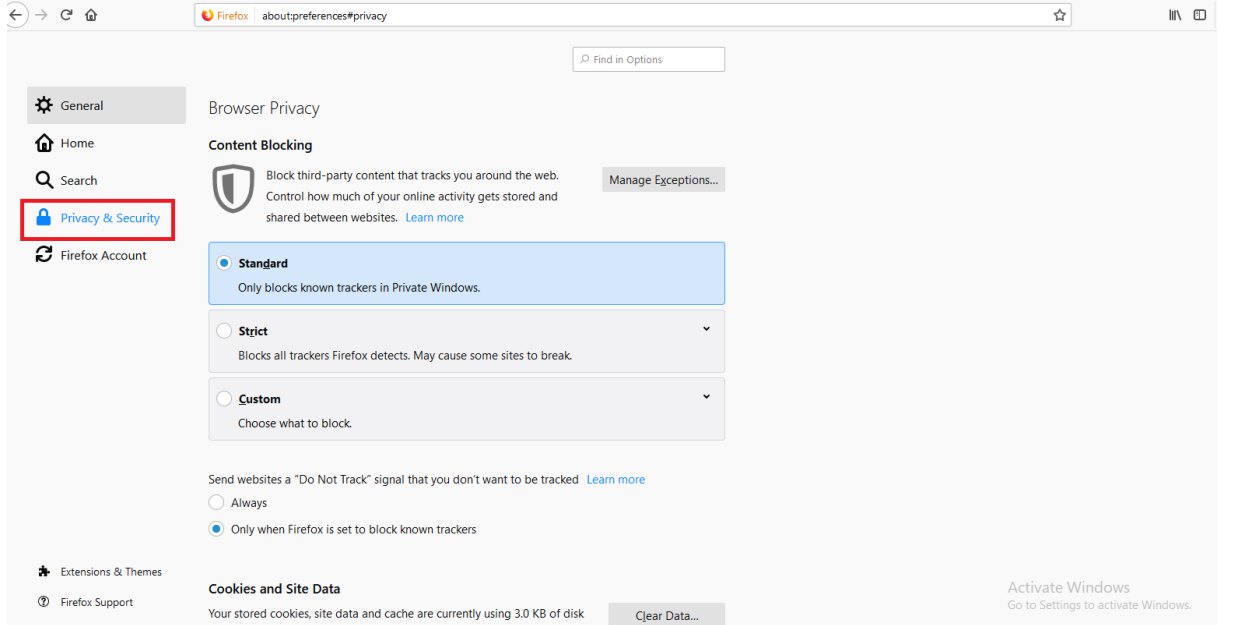 Firefox about:preferences#privacy
Find in Options
General
Home
Search
Privacy & Security
Firefox Account
Extensions & Themes
Firefox Support
Browser Privacy
Content Blocking
Block third-party content that tracks you around the web.
Control how much of your online activity gets stored and
shared between websites. Learn more
Manage Exceptions...
Standard
Only blocks known trackers in Private Windows.
Strict
Blocks all trackers Firefox detects. May cause some sites to break.
Custom
Choose what to block.
Send websites a “Do Not Track” signal that you don't want to be tracked Learn more
Always
Only when Firefox is set to block known trackers
Cookies and Site Data
Your stored cookies, site data and cache are currently using 3.0 KB of disk
Clear Data...
Activate Windows
Go to Settings to activate Windows.